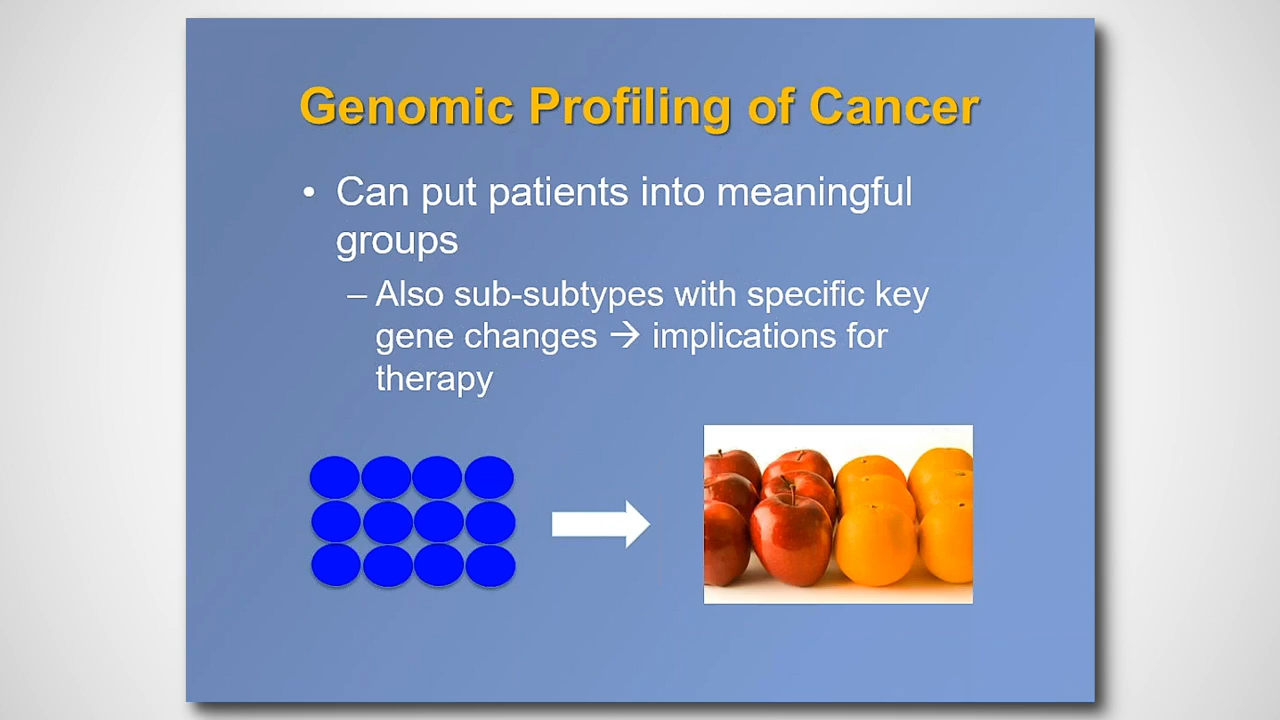 Genomic Profiling of Cancer
• Can put patients into meaningful
groups
– Also sub-subtypes with specific key
gene changes → implications for
therapy